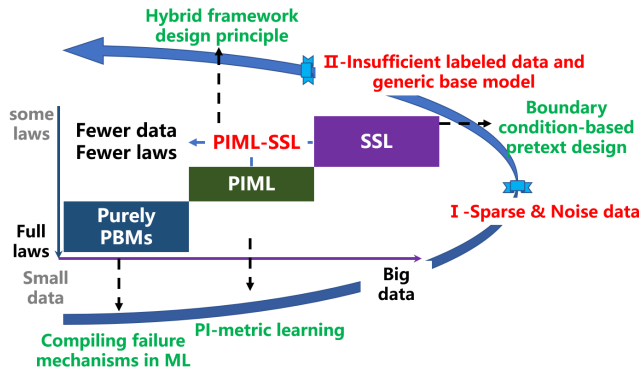 Hybrid framework
design principle
Ⅱ-Insufficient labeled data and
generic base model
some
laws
Fewer data
Fewer laws
PIML-SSL
SSL
Boundary
condition-based
pretext design
PIML
Ⅰ-Sparse & Noise data
Purely
PBMs
Full
laws
Small
data
Big
data
PI-metric learning
Compiling failure
mechanisms in ML